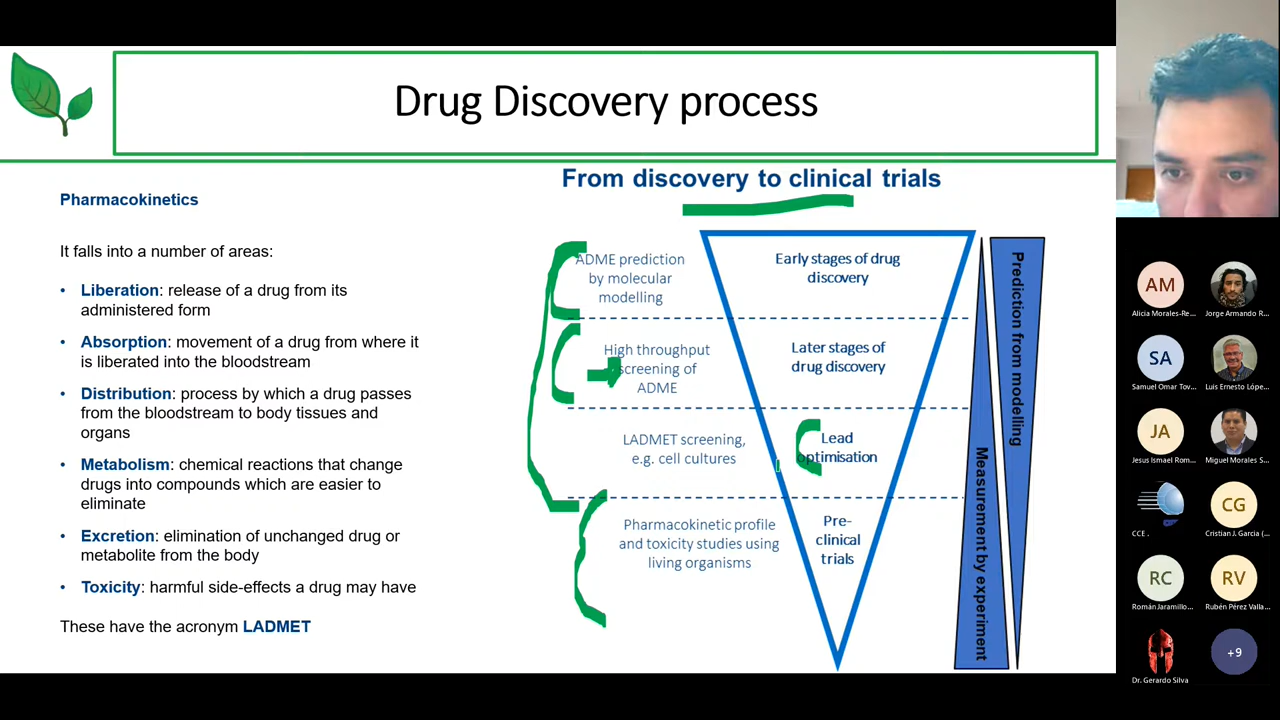 Drug Discovery process
Pharmacokinetics
It falls into a number of areas:
• Liberation: release of a drug from its
administered form
• Absorption: movement of a drug from where it
is liberated into the bloodstream
• Distribution: process by which a drug passes
from the bloodstream to body tissues and
organs
• Metabolism: chemical reactions that change
drugs into compounds which are easier to
eliminate
• Excretion: elimination of unchanged drug or
metabolite from the body
• Toxicity: harmful side-effects a drug may have
These have the acronym LADMET
From discovery to clinical trials
ADME prediction
by molecular
modelling
Early stages of drug
discovery
High throughput
screening of
ADME
Later stages of
drug discovery
LADMET screening,
e.g. cell cultures
Lead
optimisation
Pharmacokinetic profile
and toxicity studies using
living organisms
Pre-
clinical
trials
Measurement by experiment
Prediction from modelling
AM
Alicia Morales-Re...
Jorge Armando R...
SA
Samuel Omar Tov...
Luis Ernesto Lópe...
JA
Jesus Ismael Rom...
Miguel Morales S...
CCE .
CG
Cristian J. Garcia (...
RC
Román Jaramillo...
RV
Rubén Pérez Valla...
Dr. Gerardo Silva
+9